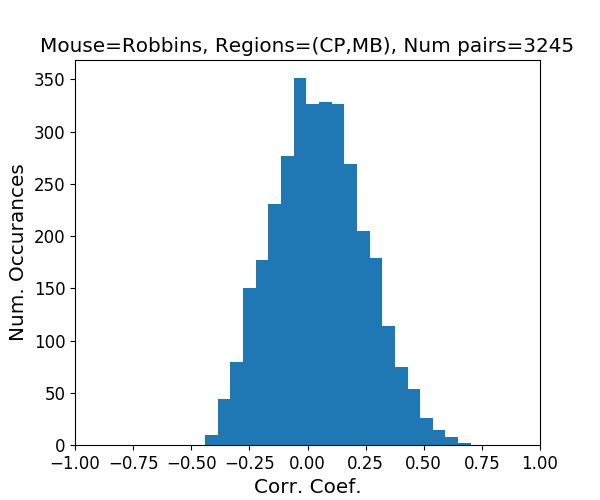 Mouse=Robbins, Regions=(CP,MB), Num pairs=3245
350
300
250
200
150
100
50
0
Num. Occurances
−1.00 −0.75 −0.50 −0.25 0.00 0.25 0.50 0.75 1.00
Corr. Coef.